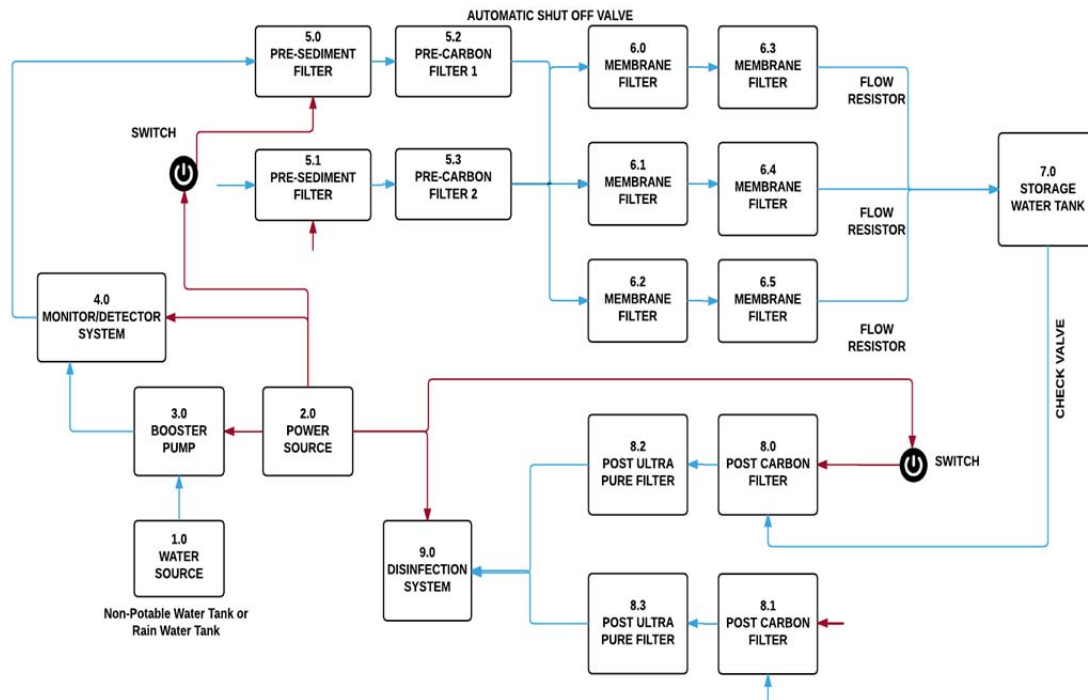 AUTOMATIC SHUT OFF VALVE
5.0
PRE-SEDIMENT
FILTER
5.2
PRE-CARBON
FILTER 1
6.0
MEMBRANE
FILTER
6.3
MEMBRANE
FILTER
FLOW
RESISTOR
SWITCH
5.1
PRE-SEDIMENT
FILTER
5.3
PRE-CARBON
FILTER 2
6.1
MEMBRANE
FILTER
6.4
MEMBRANE
FILTER
FLOW
RESISTOR
7.0
STORAGE
WATER TANK
4.0
MONITOR/DETECTOR
SYSTEM
6.2
MEMBRANE
FILTER
6.5
MEMBRANE
FILTER
FLOW
RESISTOR
CHECK VALVE
3.0
BOOSTER
PUMP
2.0
POWER
SOURCE
8.2
POST ULTRA
PURE FILTER
8.0
POST CARBON
FILTER
SWITCH
1.0
WATER
SOURCE
Non-Potable Water Tank or
Rain Water Tank
9.0
DISINFECTION
SYSTEM
8.3
POST ULTRA
PURE FILTER
8.1
POST CARBON
FILTER